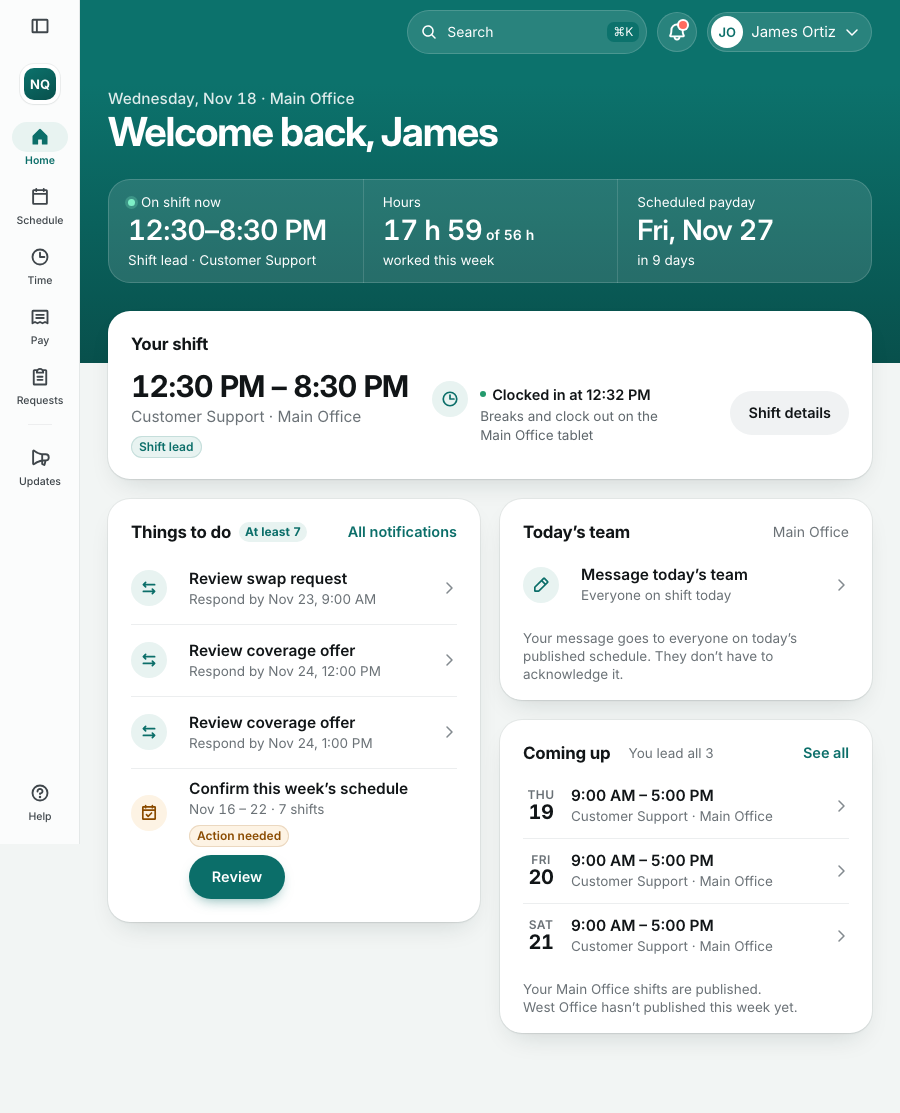 Search
⌘K
JO
James Ortiz
NQ
Home
Schedule
Time
Pay
Requests
Updates
Help
Wednesday, Nov 18 · Main Office
Welcome back, James
On shift now
12:30–8:30 PM
Shift lead · Customer Support
Hours
17 h 59 of 56 h
worked this week
Scheduled payday
Fri, Nov 27
in 9 days
Your shift
12:30 PM – 8:30 PM
Customer Support · Main Office
Shift lead
Clocked in at 12:32 PM
Breaks and clock out on the
Main Office tablet
Shift details
Things to do
At least 7
All notifications
Review swap request
Respond by Nov 23, 9:00 AM
Review coverage offer
Respond by Nov 24, 12:00 PM
Review coverage offer
Respond by Nov 24, 1:00 PM
Confirm this week’s schedule
Nov 16 – 22 · 7 shifts
Action needed
Review
Today’s team
Main Office
Message today’s team
Everyone on shift today
Your message goes to everyone on today’s
published schedule. They don’t have to
acknowledge it.
Coming up
You lead all 3
See all
THU
19
9:00 AM – 5:00 PM
Customer Support · Main Office
FRI
20
9:00 AM – 5:00 PM
Customer Support · Main Office
SAT
21
9:00 AM – 5:00 PM
Customer Support · Main Office
Your Main Office shifts are published.
West Office hasn’t published this week yet.